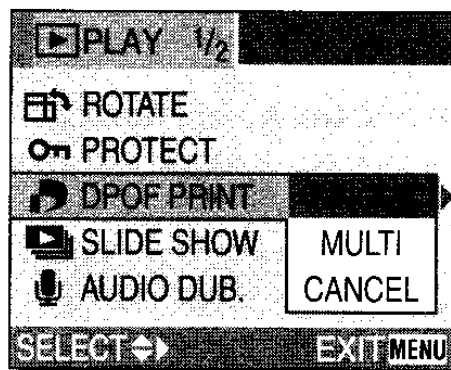 PLAY 1/2
ROTATE
PROTECT
DPOF PRINT
SLIDE SHOW MULTI
AUDIO DUB. CANCEL
SELECT EXIT MENU